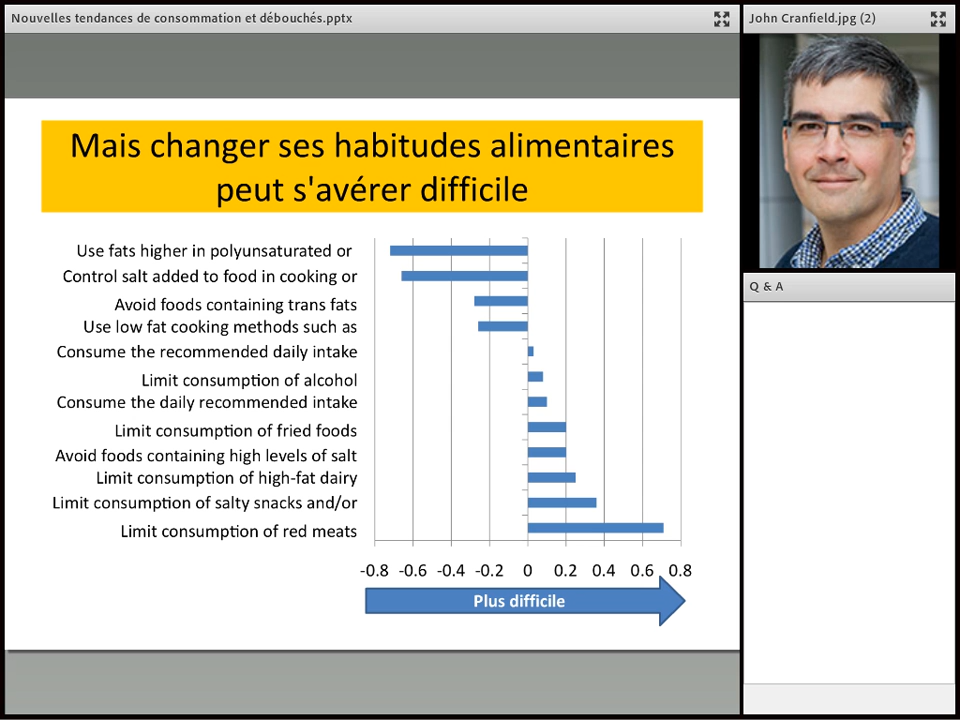 Nouvelles tendances de consommation et débouchés.pptx
John Cranfield.jpg (2)
Mais changer ses habitudes alimentaires
peut s'avérer difficile
Use fats higher in polyunsaturated or
Control salt added to food in cooking or
Avoid foods containing trans fats
Use low fat cooking methods such as
Consume the recommended daily intake
Limit consumption of alcohol
Consume the daily recommended intake
Limit consumption of fried foods
Avoid foods containing high levels of salt
Limit consumption of high-fat dairy
Limit consumption of salty snacks and/or
Limit consumption of red meats
-0.8 -0.6 -0.4 -0.2 0 0.2 0.4 0.6 0.8
Plus difficile
Q & A